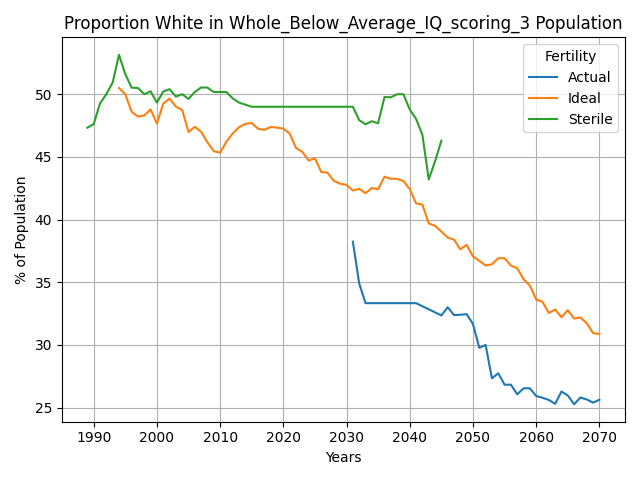 Proportion White in Whole_Below_Average_IQ_scoring_3 Population
Fertility
Actual
Ideal
Sterile
% of Population
50
45
40
35
30
25
1990
2000
2010
2020
2030
2040
2050
2060
2070
Years